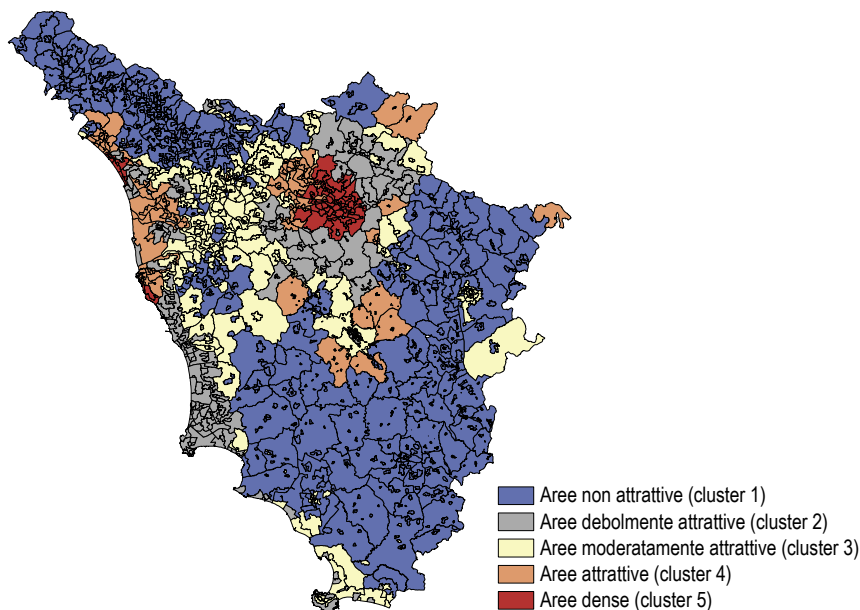 Aree non attrattive (cluster 1)
Aree debolmente attrattive (cluster 2)
Aree moderatamente attrattive (cluster 3)
Aree attrattive (cluster 4)
Aree dense (cluster 5)